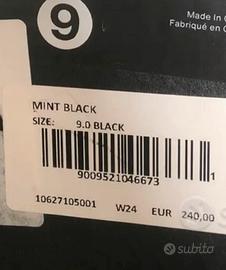 9
Made In C
Fabriqué en C
MINT BLACK
SIZE: 9.0 BLACK
9009521046673
1
10627105001 W24 EUR 240,00
subito